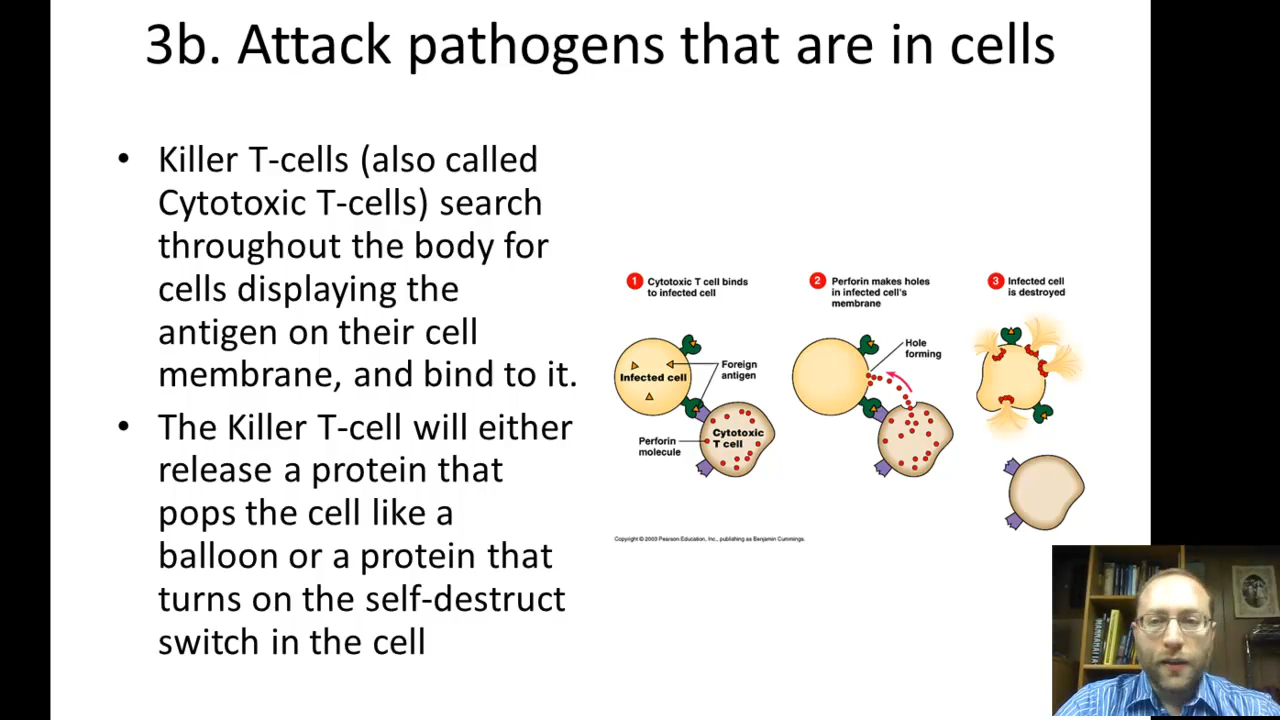 3b. Attack pathogens that are in cells
• Killer T-cells (also called
Cytotoxic T-cells) search
throughout the body for
cells displaying the
antigen on their cell
membrane, and bind to it.
• The Killer T-cell will either
release a protein that
pops the cell like a
balloon or a protein that
turns on the self-destruct
switch in the cell
1 Cytotoxic T cell binds
to infected cell
Infected cell
Foreign
antigen
Perforin
molecule
Cytotoxic
T cell
2 Perforin makes holes
in infected cell's
membrane
Hole
forming
3 Infected cell
is destroyed
Copyright © 2003 Pearson Education, Inc., publishing as Benjamin Cummings.